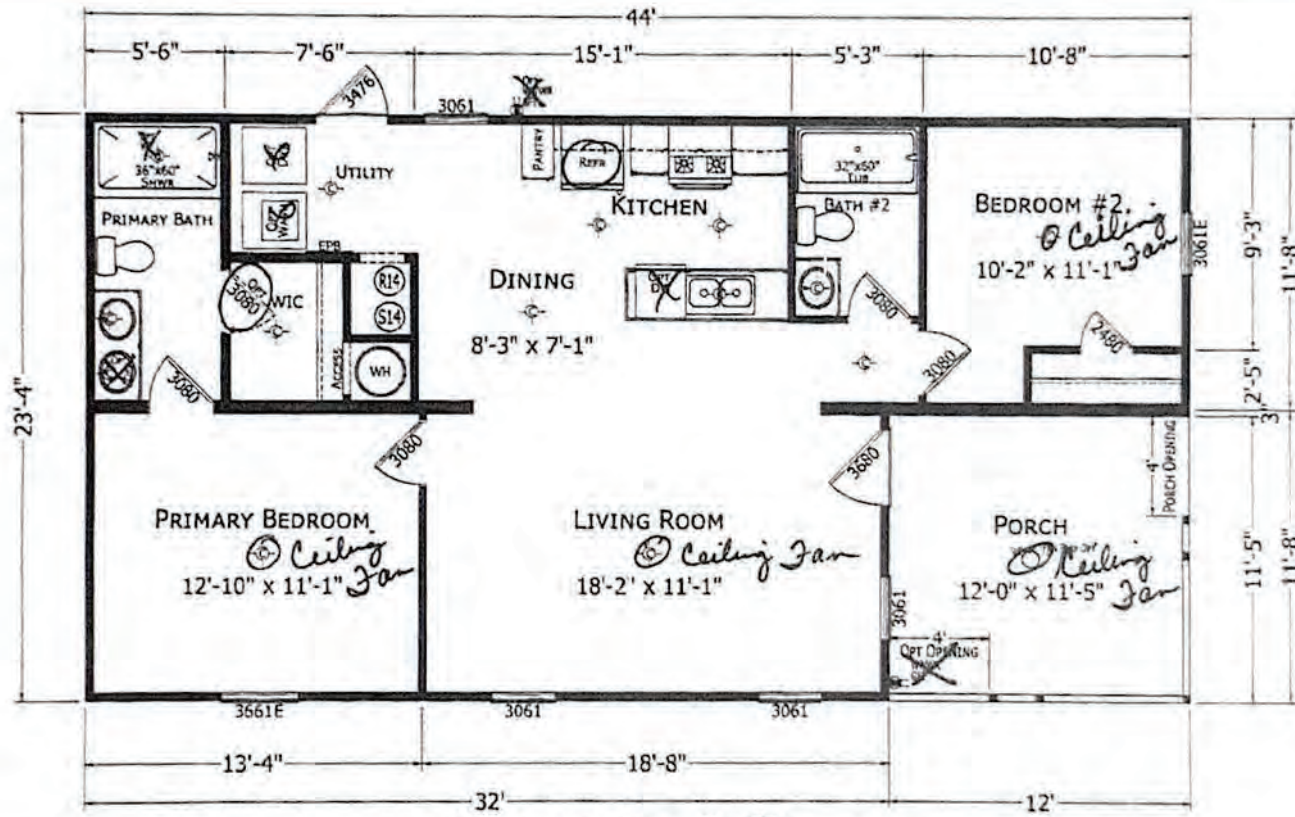 44'
5'-6"
7'-6"
15'-1"
5'-3"
10'-8"
3476
3061
36"x60"
SHWR
UTILITY
PANTRY
REFR
KITCHEN
32"x60"
TUB
BATH #2
BEDROOM #2
Ceiling
Fan
10'-2" x 11'-1"
3061E
9'-3"
11'-8"
PRIMARY BATH
EPB
OPT
3080
WIC
R14
S14
WH
ACCESS
DINING
8'-3" x 7'-1"
OPT
3080
3080
2480
2'-5"
3"
23'-4"
3080
3080
3680
4'
PORCH OPENING
PRIMARY BEDROOM
Ceiling
12'-10" x 11'-1"
Fan
LIVING ROOM
Ceiling Fan
18'-2" x 11'-1"
PORCH
Ceiling
12'-0" x 11'-5"
Fan
11'-5"
11'-8"
3061
4'
OPT OPENING
3661E
3061
3061
13'-4"
18'-8"
32'
12'